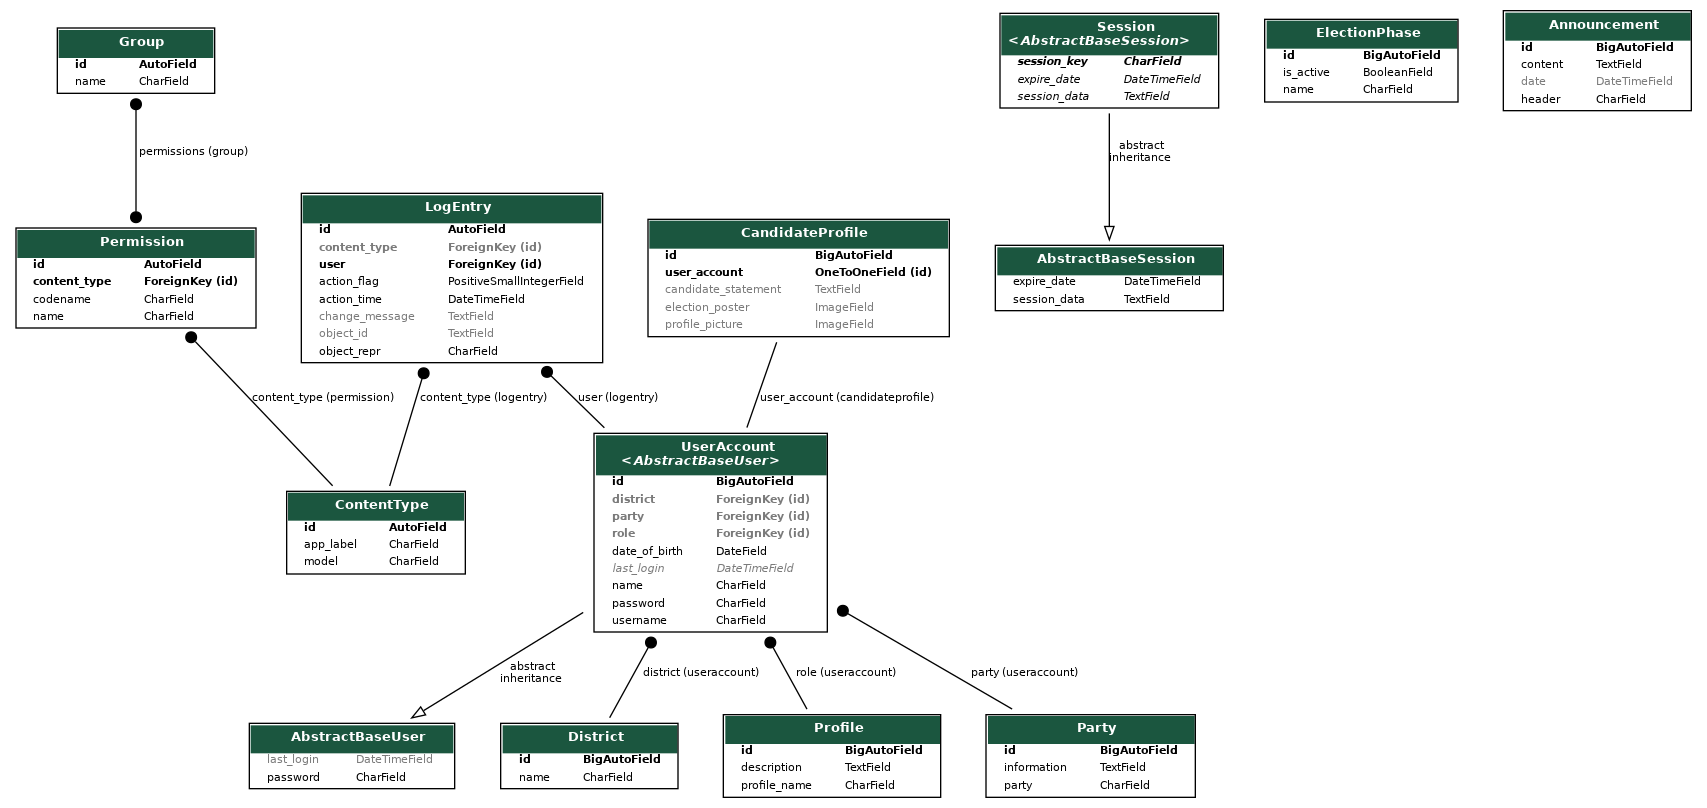 Group
id AutoField
name CharField
permissions (group)
Session
<AbstractBaseSession>
session_key CharField
expire_date DateTimeField
session_data TextField
ElectionPhase
id BigAutoField
is_active BooleanField
name CharField
Announcement
id BigAutoField
content TextField
date DateTimeField
header CharField
abstract
inheritance
Permission
id AutoField
content_type ForeignKey (id)
codename CharField
name CharField
LogEntry
id AutoField
content_type ForeignKey (id)
user ForeignKey (id)
action_flag PositiveSmallIntegerField
action_time DateTimeField
change_message TextField
object_id TextField
object_repr CharField
CandidateProfile
id BigAutoField
user_account OneToOneField (id)
candidate_statement TextField
election_poster ImageField
profile_picture ImageField
AbstractBaseSession
expire_date DateTimeField
session_data TextField
content_type (permission)
content_type (logentry)
user (logentry)
user_account (candidateprofile)
ContentType
id AutoField
app_label CharField
model CharField
UserAccount
<AbstractBaseUser>
id BigAutoField
district ForeignKey (id)
party ForeignKey (id)
role ForeignKey (id)
date_of_birth DateField
last_login DateTimeField
name CharField
password CharField
username CharField
abstract
inheritance
district (useraccount)
role (useraccount)
party (useraccount)
AbstractBaseUser
last_login DateTimeField
password CharField
District
id BigAutoField
name CharField
Profile
id BigAutoField
description TextField
profile_name CharField
Party
id BigAutoField
information TextField
party CharField